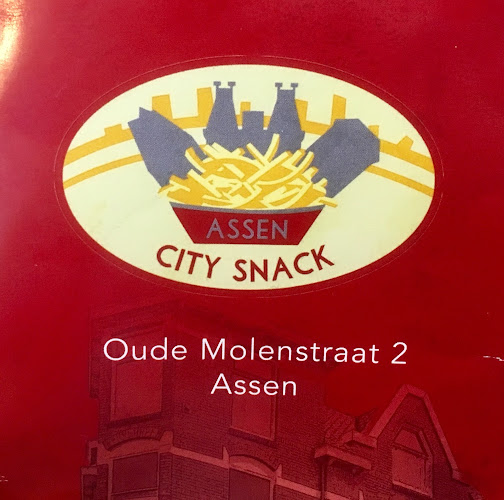 ASSEN
CITY SNACK
Oude Molenstraat 2
Assen